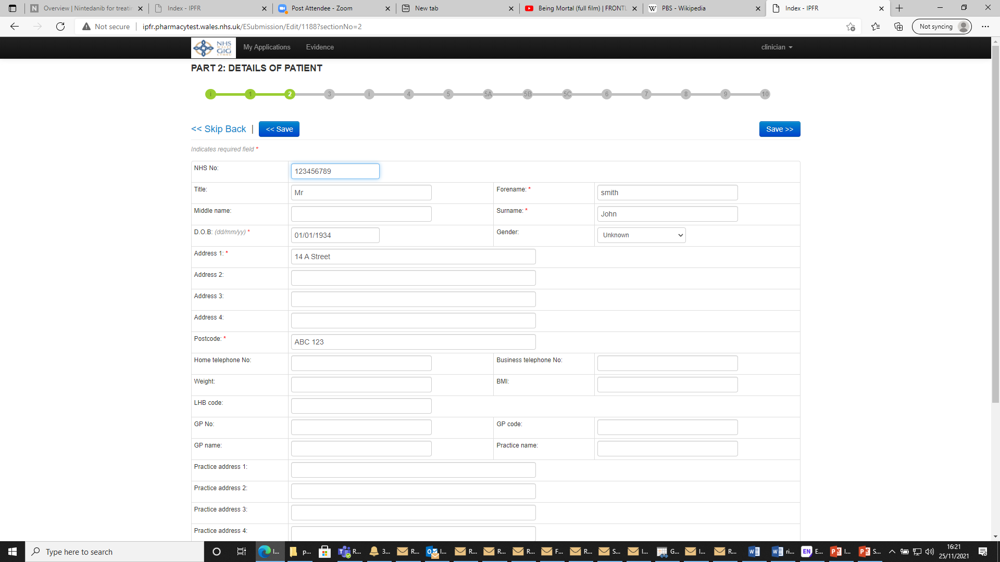 Overview | Nintedanib for treatin
Index - IPFR
Post Attendee - Zoom
New tab
Being Mortal (full film) | FRONTL
PBS - Wikipedia
Index - IPFR
Not secure
ipfr.pharmacytest.wales.nhs.uk/ESubmission/Edit/1188?sectionNo=2
Not syncing
NHS WALES GIG CYMRU
My Applications
Evidence
clinician
PART 2: DETAILS OF PATIENT
i 1 2 3 i 4 5 5A 5B 5C 6 7 8 9 10
<< Skip Back | << Save
Save >>
Indicates required field *
NHS No: 123456789
Title: Mr Forename: * smith
Middle name: Surname: * John
D.O.B: (dd/mm/yy) * 01/01/1934 Gender: Unknown
Address 1: * 14 A Street
Address 2:
Address 3:
Address 4:
Postcode: * ABC 123
Home telephone No: Business telephone No:
Weight: BMI:
LHB code:
GP No: GP code:
GP name: Practice name:
Practice address 1:
Practice address 2:
Practice address 3:
Practice address 4:
Type here to search
I... p... R... 3... R... I... R... R... R... F... R... S... I... G... I... R... ri... EN E... I... S...
16:21
25/11/2021